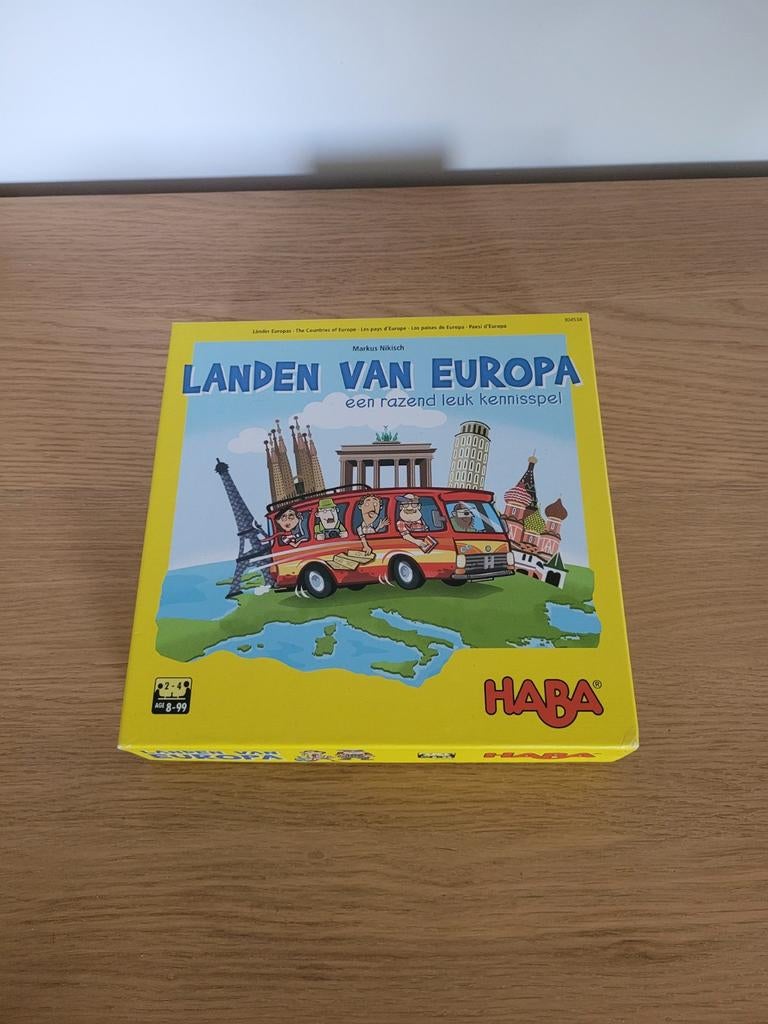 Länder Europas · The Countries of Europe · Les pays d'Europe · Los países de Europa · Paesi d'Europa
304534
Markus Nikisch
LANDEN VAN EUROPA
een razend leuk kennisspel
2-4
AGE 8-99
HABA®
LANDEN VAN
EUROPA
HABA